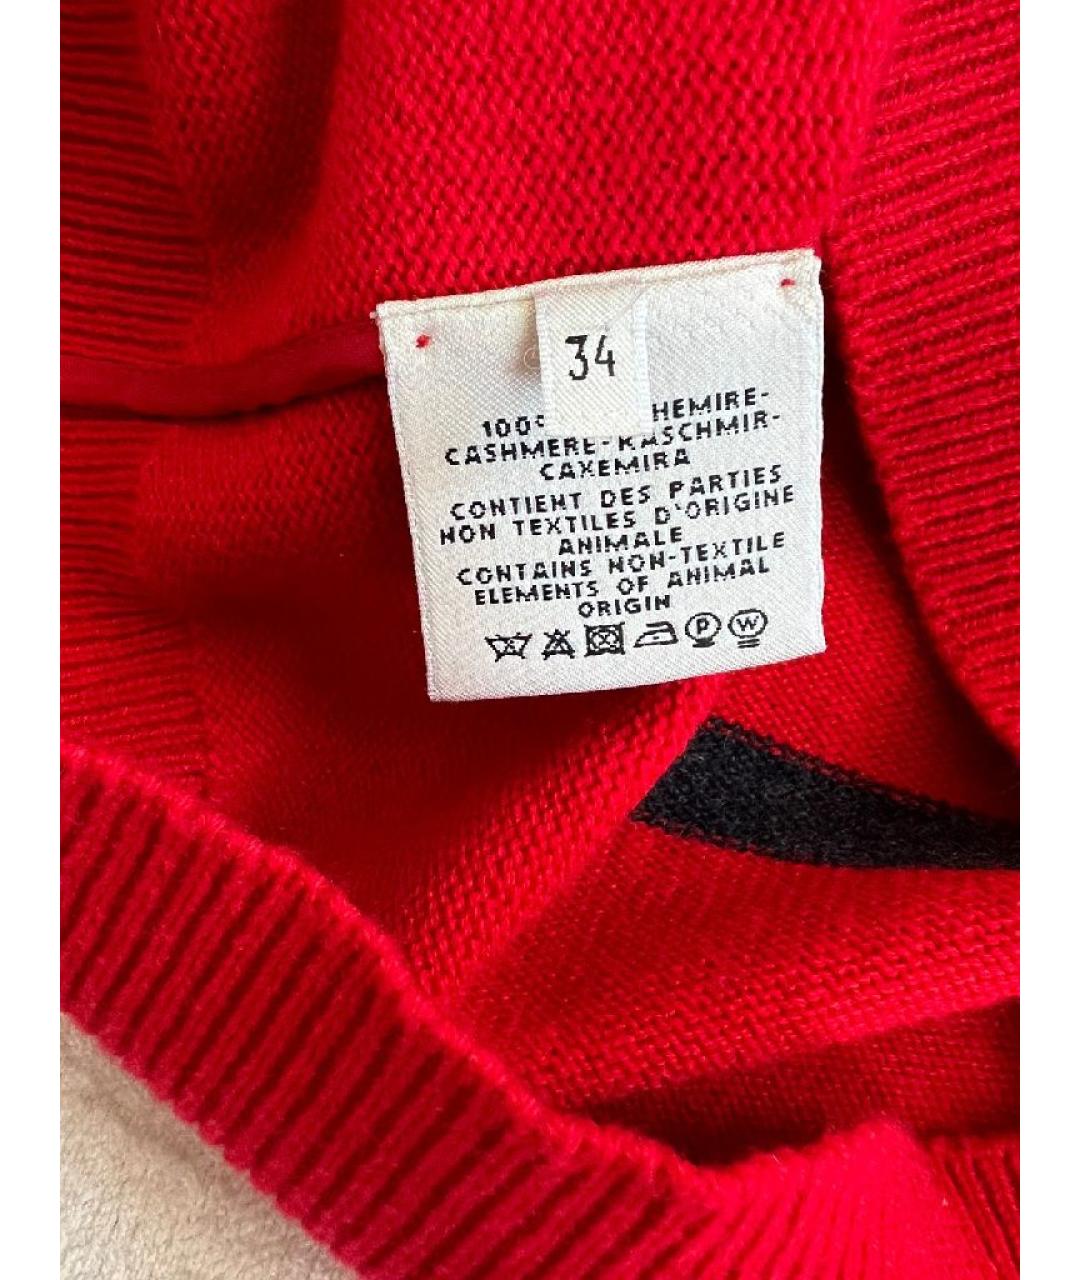 34
100%
CASHMERE-KASCHMIR-
CAXEMIRA
CONTIENT DES PARTIES
NON TEXTILES D'ORIGINE
ANIMALE
CONTAINS NON-TEXTILE
ELEMENTS OF ANIMAL
ORIGIN
P W